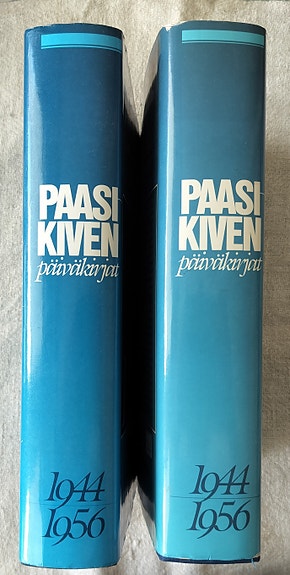 PAASI
KIVEN
päiväkirjat
1944
1956
PAASI
KIVEN
päiväkirjat
1944
1956